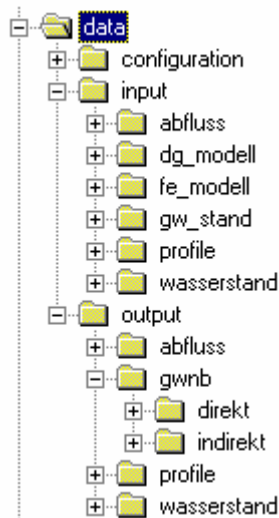 data
configuration
input
abfluss
dg_modell
fe_modell
gw_stand
profile
wasserstand
output
abfluss
gwnb
direkt
indirekt
profile
wasserstand